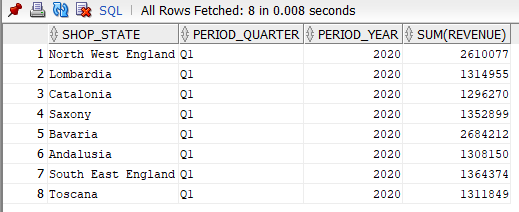 SQL | All Rows Fetched: 8 in 0.008 seconds
SHOP_STATE PERIOD_QUARTER PERIOD_YEAR SUM(REVENUE)
1 North West England Q1 2020 2610077
2 Lombardia Q1 2020 1314955
3 Catalonia Q1 2020 1296270
4 Saxony Q1 2020 1352899
5 Bavaria Q1 2020 2684212
6 Andalusia Q1 2020 1308150
7 South East England Q1 2020 1364374
8 Toscana Q1 2020 1311849